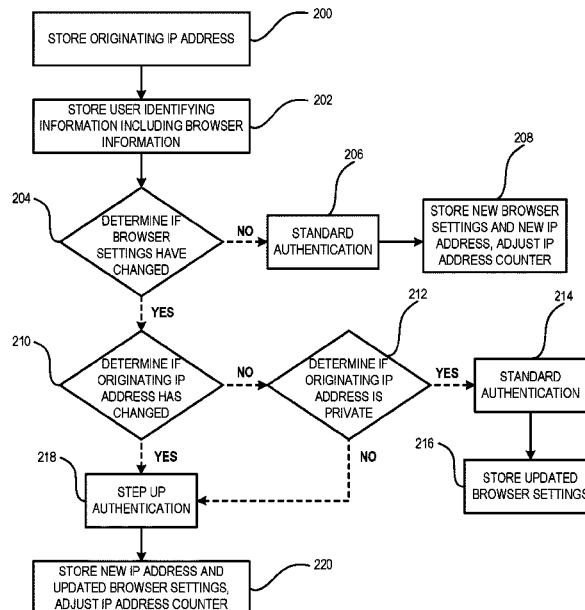 200
STORE ORIGINATING IP ADDRESS
202
STORE USER IDENTIFYING
INFORMATION INCLUDING BROWSER
INFORMATION
204
DETERMINE IF
BROWSER
SETTINGS HAVE
CHANGED
NO
206
STANDARD
AUTHENTICATION
208
STORE NEW BROWSER
SETTINGS AND NEW IP
ADDRESS, ADJUST IP
ADDRESS COUNTER
YES
210
DETERMINE IF
ORIGINATING IP
ADDRESS HAS
CHANGED
NO
212
DETERMINE IF
ORIGINATING IP
ADDRESS IS
PRIVATE
YES
214
STANDARD
AUTHENTICATION
216
STORE UPDATED
BROWSER SETTINGS
YES
NO
218
STEP UP
AUTHENTICATION
220
STORE NEW IP ADDRESS AND
UPDATED BROWSER SETTINGS,
ADJUST IP ADDRESS COUNTER